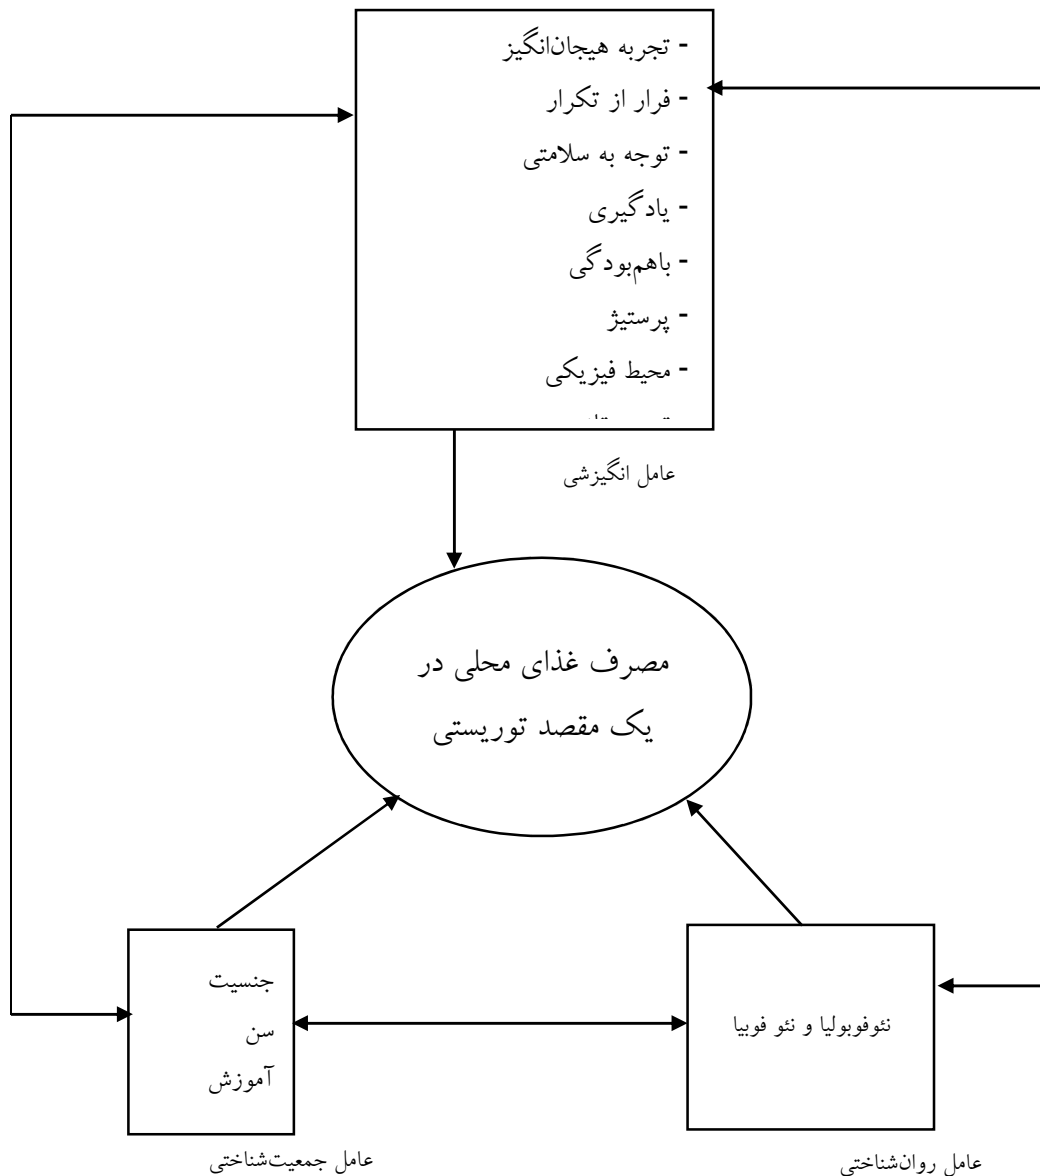 - تجربه هیجان‌انگیز
- فرار از تکرار
- توجه به سلامتی
- یادگیری
- باهم‌بودگی
- پرستیژ
- محیط فیزیکی
عامل انگیزشی
مصرف غذای محلی در
یک مقصد توریستی
جنسیت
سن
آموزش
عامل جمعیت‌شناختی
نئوفوبولیا و نئو فوبیا
عامل روان‌شناختی